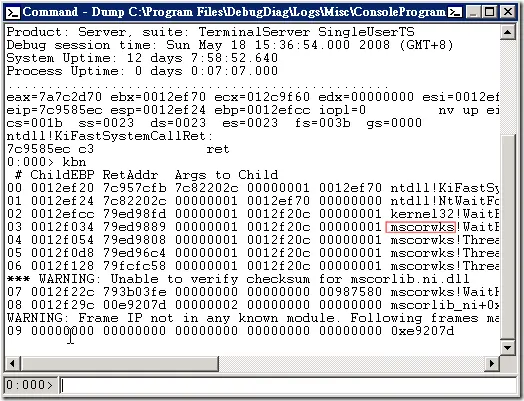 Command - Dump C:\Program Files\DebugDiag\Logs\Misc\ConsoleProgram
Product: Server, suite: TerminalServer SingleUserTS
Debug session time: Sun May 18 15:36:54.000 2008 (GMT+8)
System Uptime: 12 days 7:58:52.640
Process Uptime: 0 days 0:07:07.000
..................................................
eax=7a7c2d70 ebx=0012ef70 ecx=012c9f60 edx=00000000 esi=0012ef
eip=7c9585ec esp=0012ef24 ebp=0012efcc iopl=0 nv up ei
cs=001b ss=0023 ds=0023 es=0023 fs=003b gs=0000
ntdll!KiFastSystemCallRet:
7c9585ec c3 ret
0:000> kbn
# ChildEBP RetAddr Args to Child
00 0012ef20 7c957cfb 7c82202c 00000001 0012ef70 ntdll!KiFastSy
01 0012ef24 7c82202c 00000001 0012ef70 00000000 ntdll!NtWaitFo
02 0012efcc 79ed98fd 00000001 0012f20c 00000001 kernel32!WaitF
03 0012f034 79ed9889 00000001 0012f20c 00000001 mscorwks!WaitF
04 0012f054 79ed9808 00000001 0012f20c 00000001 mscorwks!Threa
05 0012f0d8 79ed96c4 00000001 0012f20c 00000001 mscorwks!Threa
06 0012f128 79fcfc58 00000001 0012f20c 00000001 mscorwks!Threa
*** WARNING: Unable to verify checksum for mscorlib.ni.dll
07 0012f22c 793b03fe 00000000 00000000 00987580 mscorwks!WaitH
08 0012f29c 00e9207d 00000002 00000000 00000000 mscorlib_ni+0x
WARNING: Frame IP not in any known module. Following frames ma
09 00000000 00000000 00000000 00000000 00000000 0xe9207d
0:000>